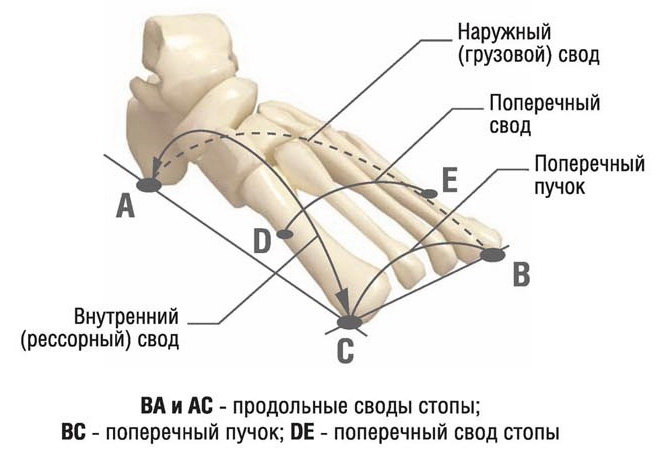 Наружный
(грузовой) свод
Поперечный
свод
Поперечный
пучок
A
E
D
B
Внутренний
(рессорный) свод
C
BA и AC - продольные своды стопы;
BC - поперечный пучок; DE - поперечный свод стопы